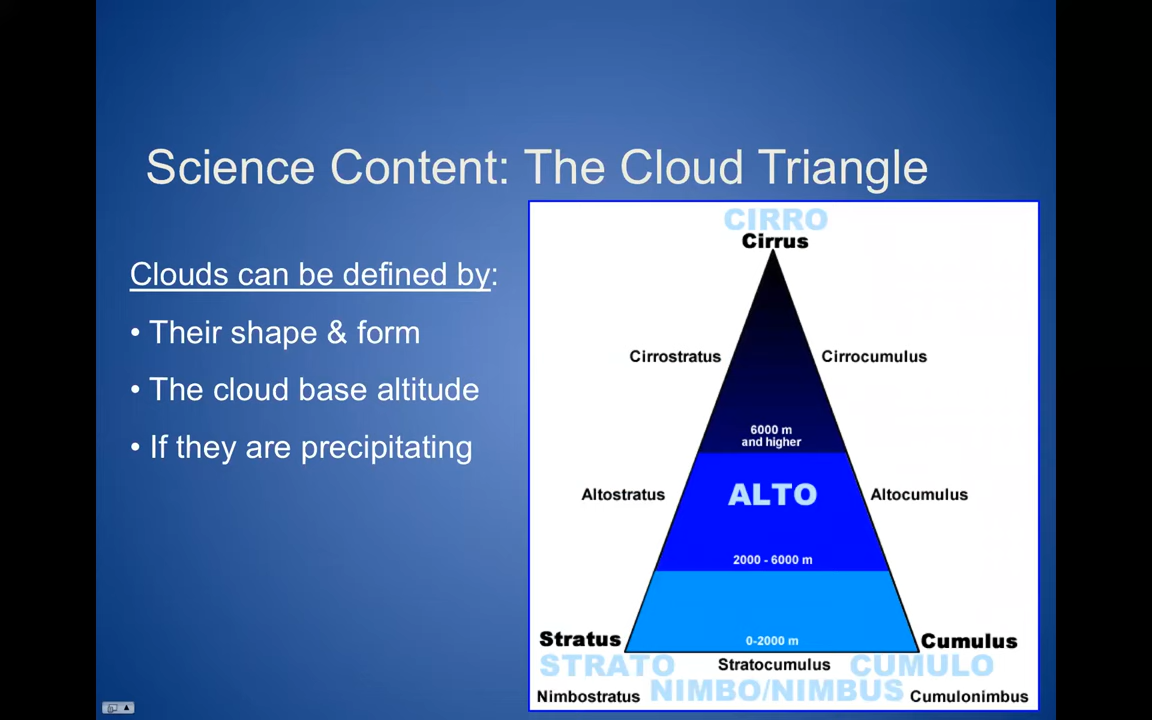 Science Content: The Cloud Triangle
Clouds can be defined by:
• Their shape & form
• The cloud base altitude
• If they are precipitating
CIRRO
Cirrus
Cirrostratus
Cirrocumulus
6000 m
and higher
Altostratus
ALTO
Altocumulus
2000 - 6000 m
Stratus
0-2000 m
Cumulus
STRATO
Stratocumulus
CUMULO
Nimbostratus
NIMBO/NIMBUS
Cumulonimbus